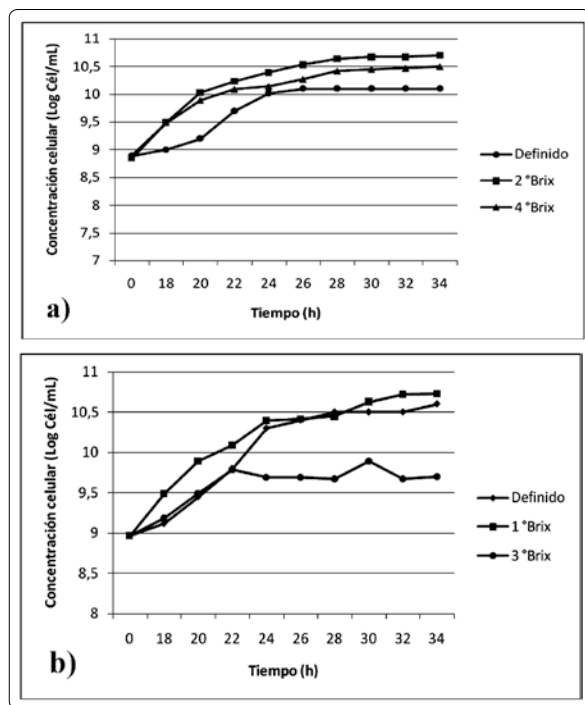 11
10,5
10
9,5
9
8,5
8
7,5
7
Concentración celular (Log Cél/mL)
0 18 20 22 24 26 28 30 32 34
Tiempo (h)
Definido
2 °Brix
4 °Brix
a)
11
10,5
10
9,5
9
8,5
8
Concentración celular (Log Cél/mL)
0 18 20 22 24 26 28 30 32 34
Tiempo (h)
Definido
1 °Brix
3 °Brix
b)